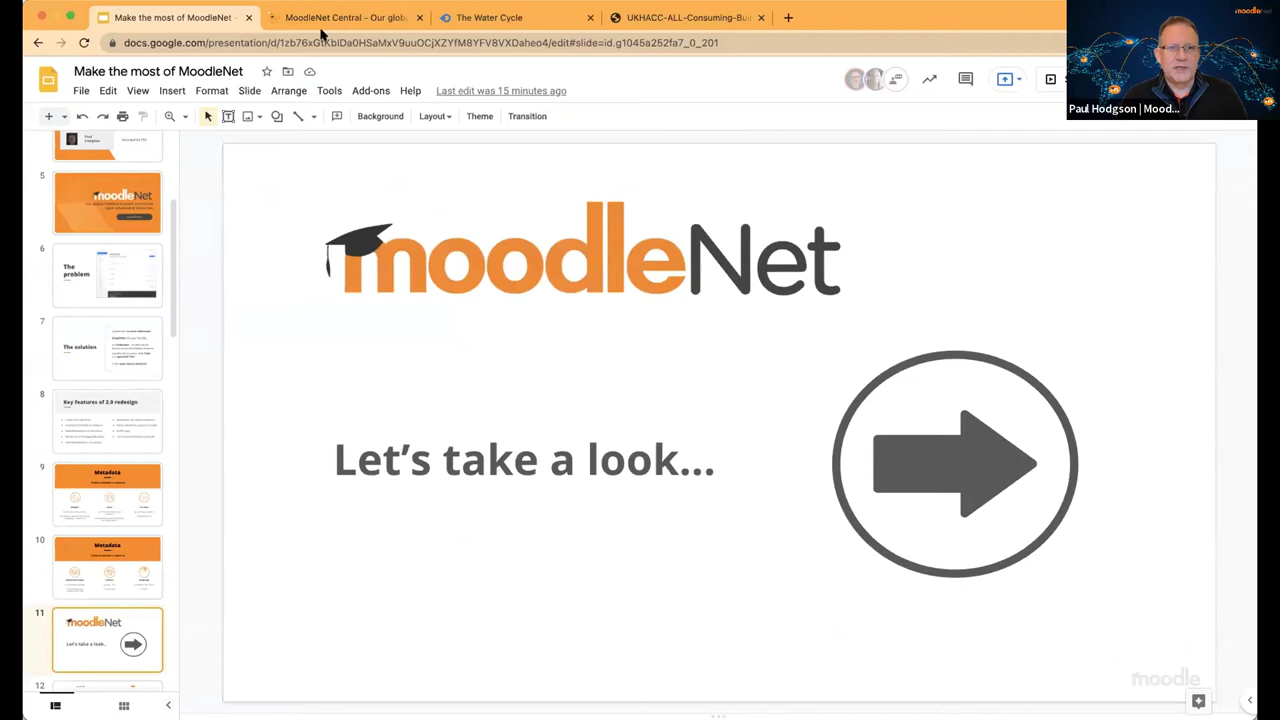 Make the most of MoodleNet -
MoodleNet Central - Our glob
The Water Cycle
UKHACC-ALL-Consuming-Bui
docs.google.com/presentation/d/1zb76xGtKbIDa0HSaMxV9uuOCjXZYfM8YFV8VXDaheo4/edit#slide=id.g1045a252fa7_0_201
Make the most of MoodleNet
File Edit View Insert Format Slide Arrange Tools Add-ons Help Last edit was 15 minutes ago
Background Layout Theme Transition
Paul Hodgson | Mood...
5
moodleNet
6
The
problem
7
The solution
8
Key features of 2.0 redesign
9
Metadata
10
Metadata
11
moodleNet
Let's take a look...
12
moodleNet
Let's take a look...
moodle